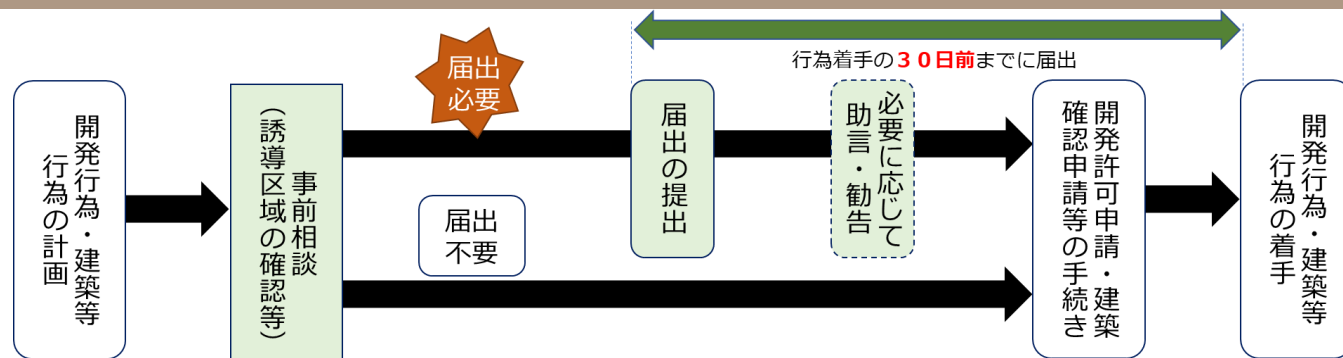 開発行為・建築等
行為の計画
事前相談
（誘導区域の確認等）
届出
必要
届出
不要
行為着手の３０日前までに届出
届出の提出
必要に応じて
助言・勧告
開発許可申請・建築
確認申請等の手続き
開発行為・建築等
行為の着手